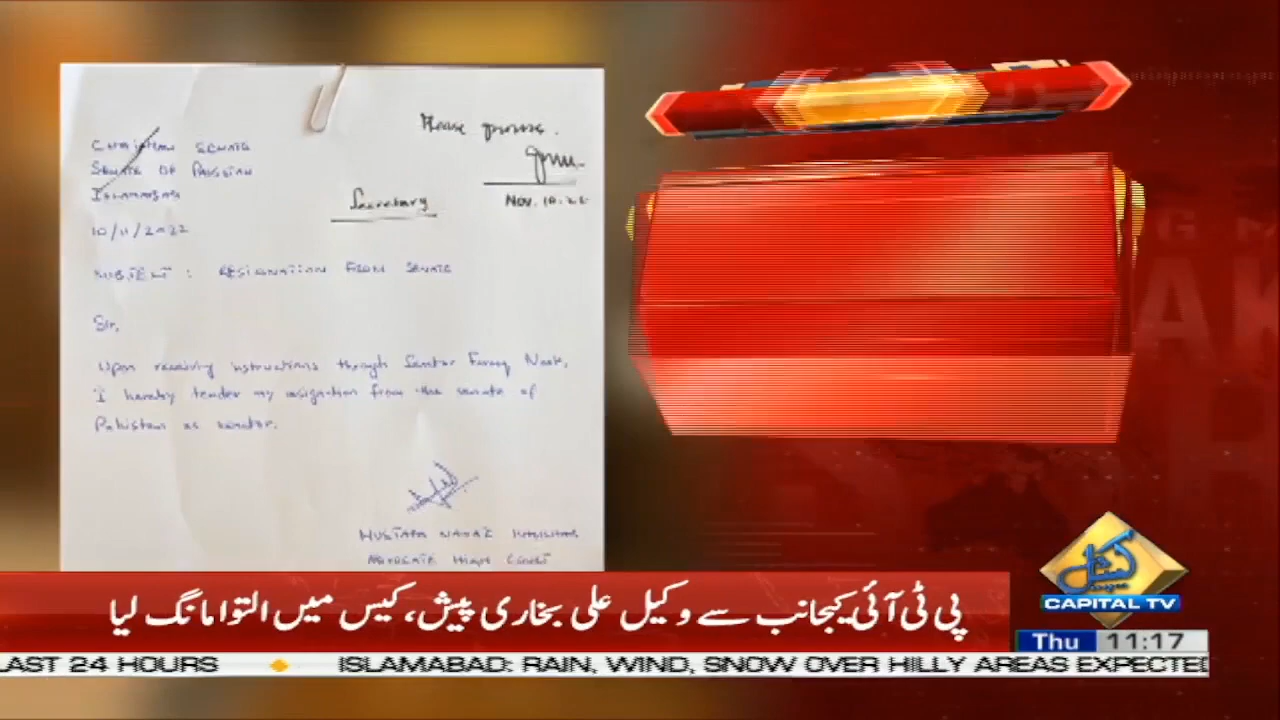 Please process.
Chairman Senate
Senate of Pakistan
Islamabad
Secretary
Nov. 10. 22
10/11/2022
Subject : Resignation from Senate
Sir,
Upon receiving instructions through Senator Farooq Naek,
I hereby tender my resignation from the senate of
Pakistan as senator.
Mustafa Nawaz Khokhar
Advocate High Court
پی ٹی آئی کیجانب سے وکیل علی بخاری پیش، کیس میں التوا مانگ لیا
کیپیٹل
CAPITAL TV
Thu 11:17
LAST 24 HOURS ISLAMABAD: RAIN, WIND, SNOW OVER HILLY AREAS EXPECTED